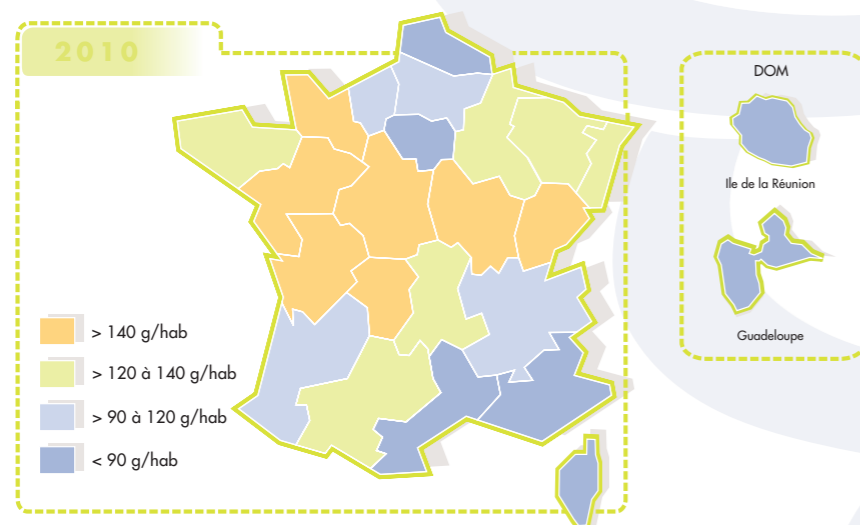 2010
DOM
Ile de la Réunion
Guadeloupe
> 140 g/hab
> 120 à 140 g/hab
> 90 à 120 g/hab
< 90 g/hab